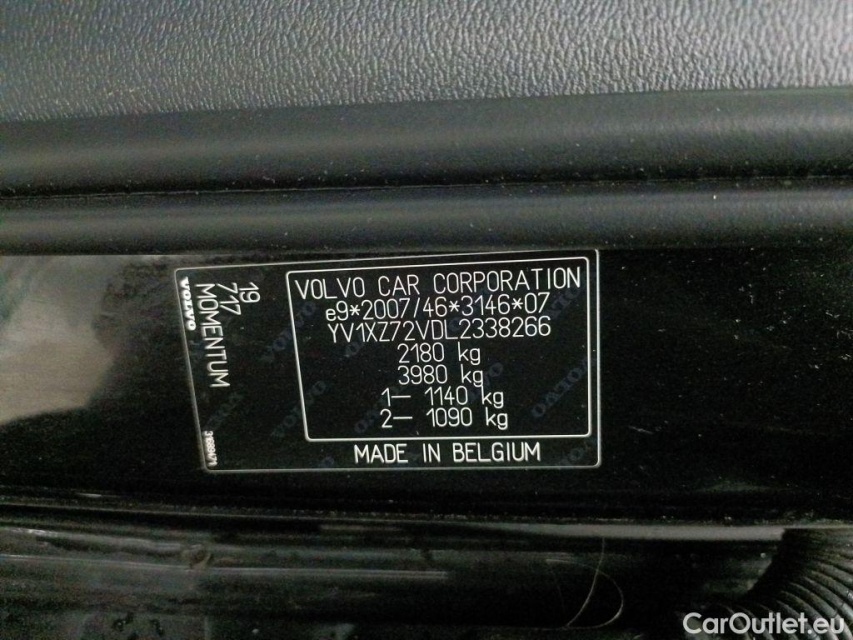 VOLVO CAR CORPORATION
e9*2007/46*3146*07
YV1XZ72VDL2338266
2180 kg
3980 kg
1– 1140 kg
2– 1090 kg
MADE IN BELGIUM
19
717
MOMENTUM
VOLVO
CarOutlet.eu